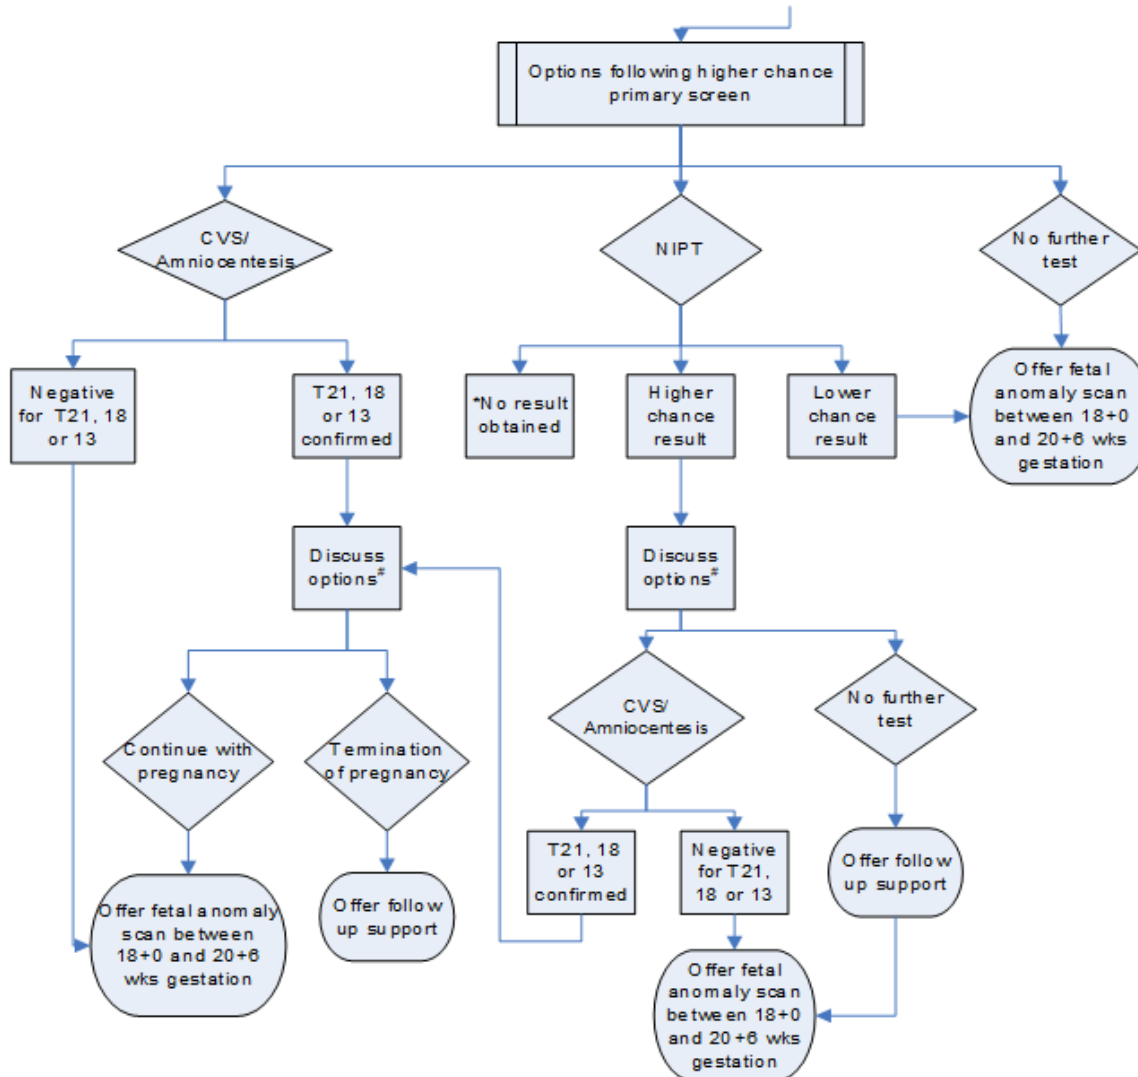 Options following higher chance
primary screen
CVS/
Amniocentesis
NIPT
No further
test
Negative
for T21, 18
or 13
T21, 18
or 13
confirmed
*No result
obtained
Higher
chance
result
Lower
chance
result
Offer fetal
anomaly scan
between 18+0
and 20+6 wks
gestation
Discuss
options#
Discuss
options#
Continue with
pregnancy
Termination
of pregnancy
CVS/
Amniocentesis
No further
test
Offer fetal anomaly
scan between
18+0 and 20+6
wks gestation
Offer follow
up support
T21, 18
or 13
confirmed
Negative
for T21,
18 or 13
Offer follow
up support
Offer fetal
anomaly scan
between 18+0
and 20+6 wks
gestation